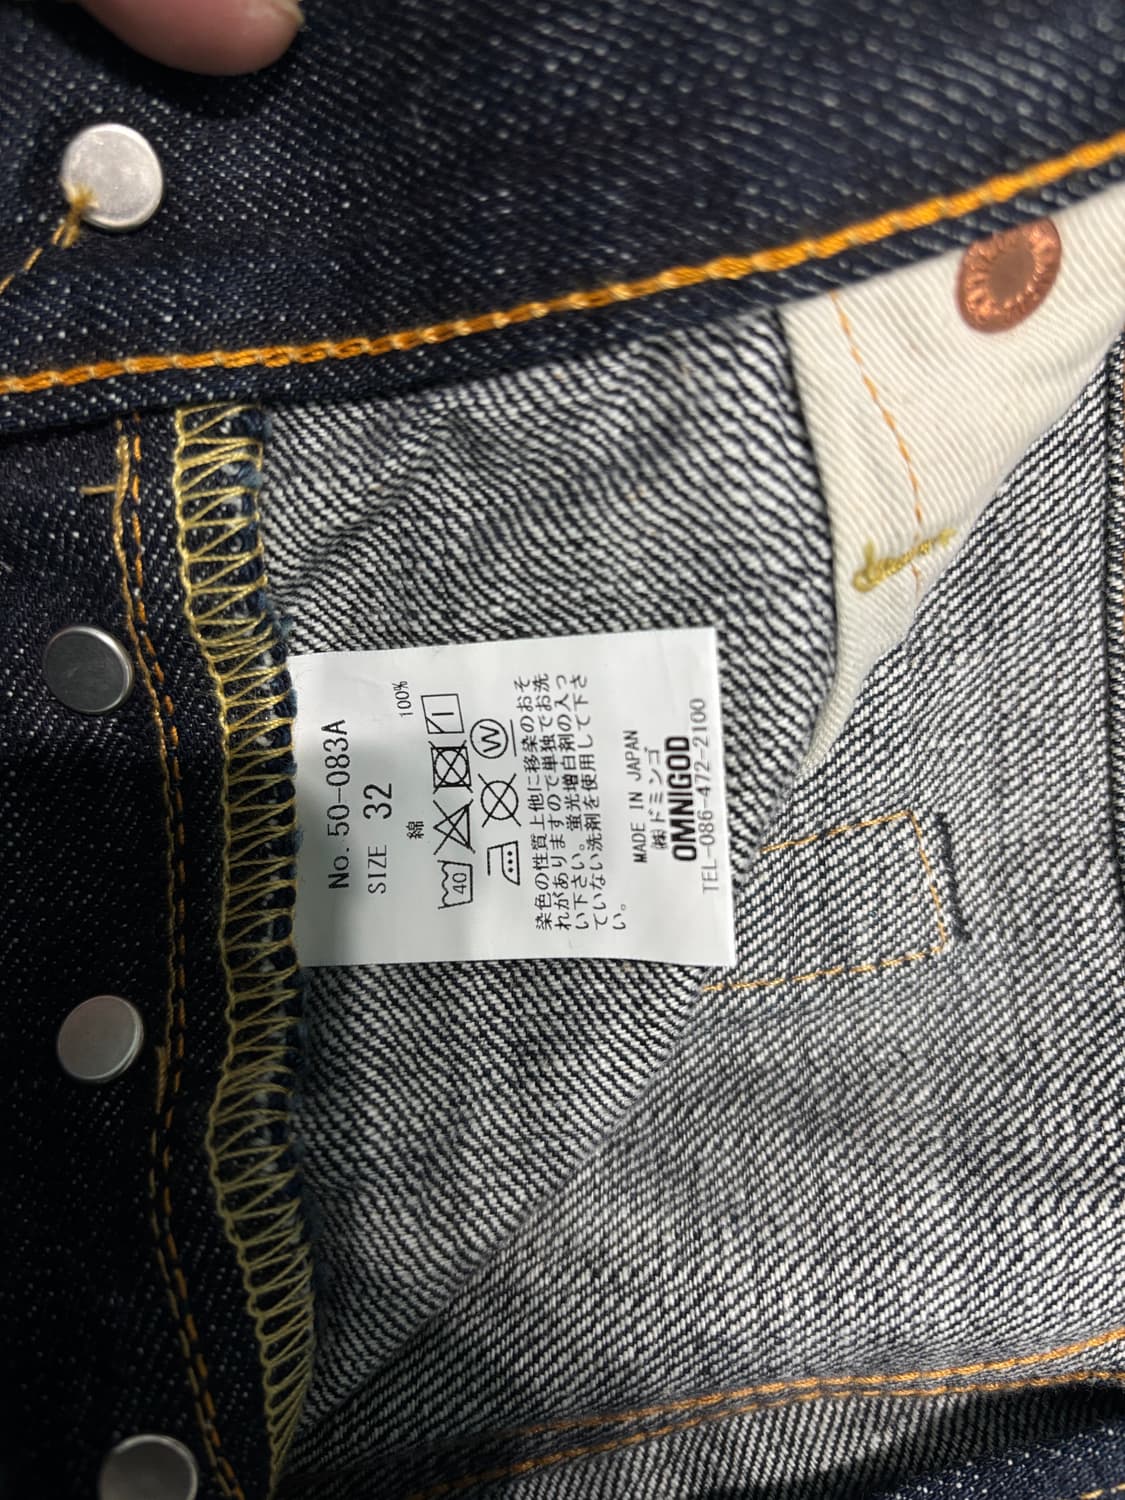 No. 50-083A
SIZE 32
綿 100%
40
W
染色の性質上他に移染のおそ
れがありますので単独でお洗
い下さい。蛍光増白剤の入っ
ていない洗剤を使用して下さ
い。
MADE IN JAPAN
㈱ドミンゴ
OMNIGOD
TEL-086-472-2100